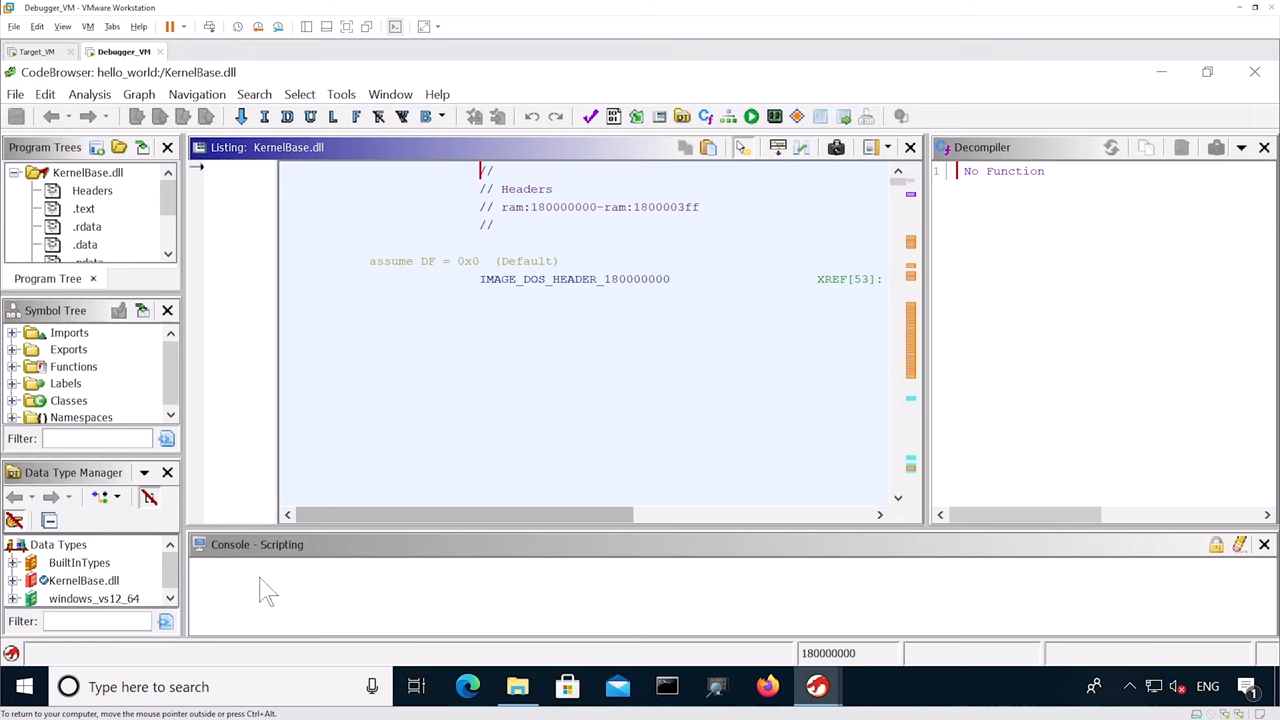 Debugger_VM - VMware Workstation
File Edit View VM Tabs Help
Target_VM Debugger_VM
CodeBrowser: hello_world:/KernelBase.dll
File Edit Analysis Graph Navigation Search Select Tools Window Help
I D U L F B
Program Trees
KernelBase.dll
Headers
.text
.rdata
.data
Program Tree
Symbol Tree
Imports
Exports
Functions
Labels
Classes
Namespaces
Filter:
Data Type Manager
Data Types
BuiltInTypes
KernelBase.dll
windows_vs12_64
Filter:
Listing: KernelBase.dll
//
// Headers
// ram:180000000-ram:1800003ff
//
assume DF = 0x0 (Default)
IMAGE_DOS_HEADER_180000000 XREF[53]:
Decompiler
1 No Function
Console - Scripting
180000000
Type here to search
ENG
1
To return to your computer, move the mouse pointer outside or press Ctrl+Alt.